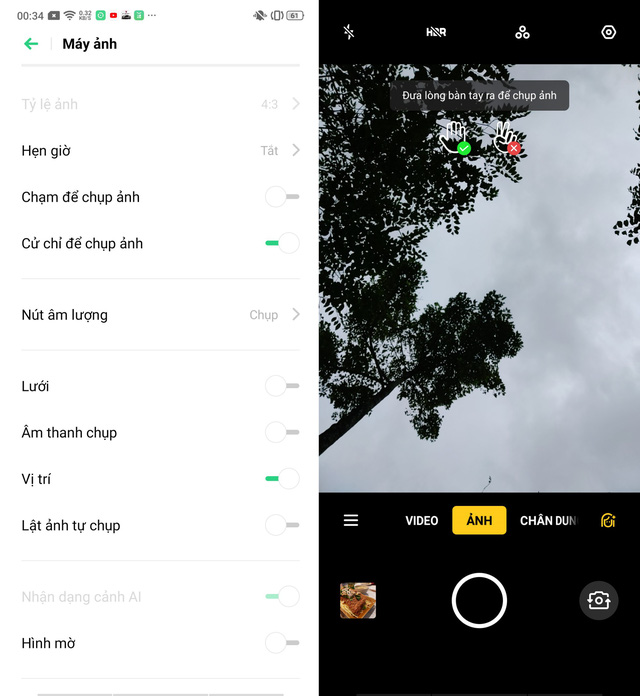 00:34
0.32
KB/S
61
Máy ảnh
Tỷ lệ ảnh 4:3
Hẹn giờ Tắt
Chạm để chụp ảnh
Cử chỉ để chụp ảnh
Nút âm lượng Chụp
Lưới
Âm thanh chụp
Vị trí
Lật ảnh tự chụp
Nhận dạng cảnh AI
Hình mờ
HDR
Đưa lòng bàn tay ra để chụp ảnh
VIDEO ẢNH CHÂN DUN